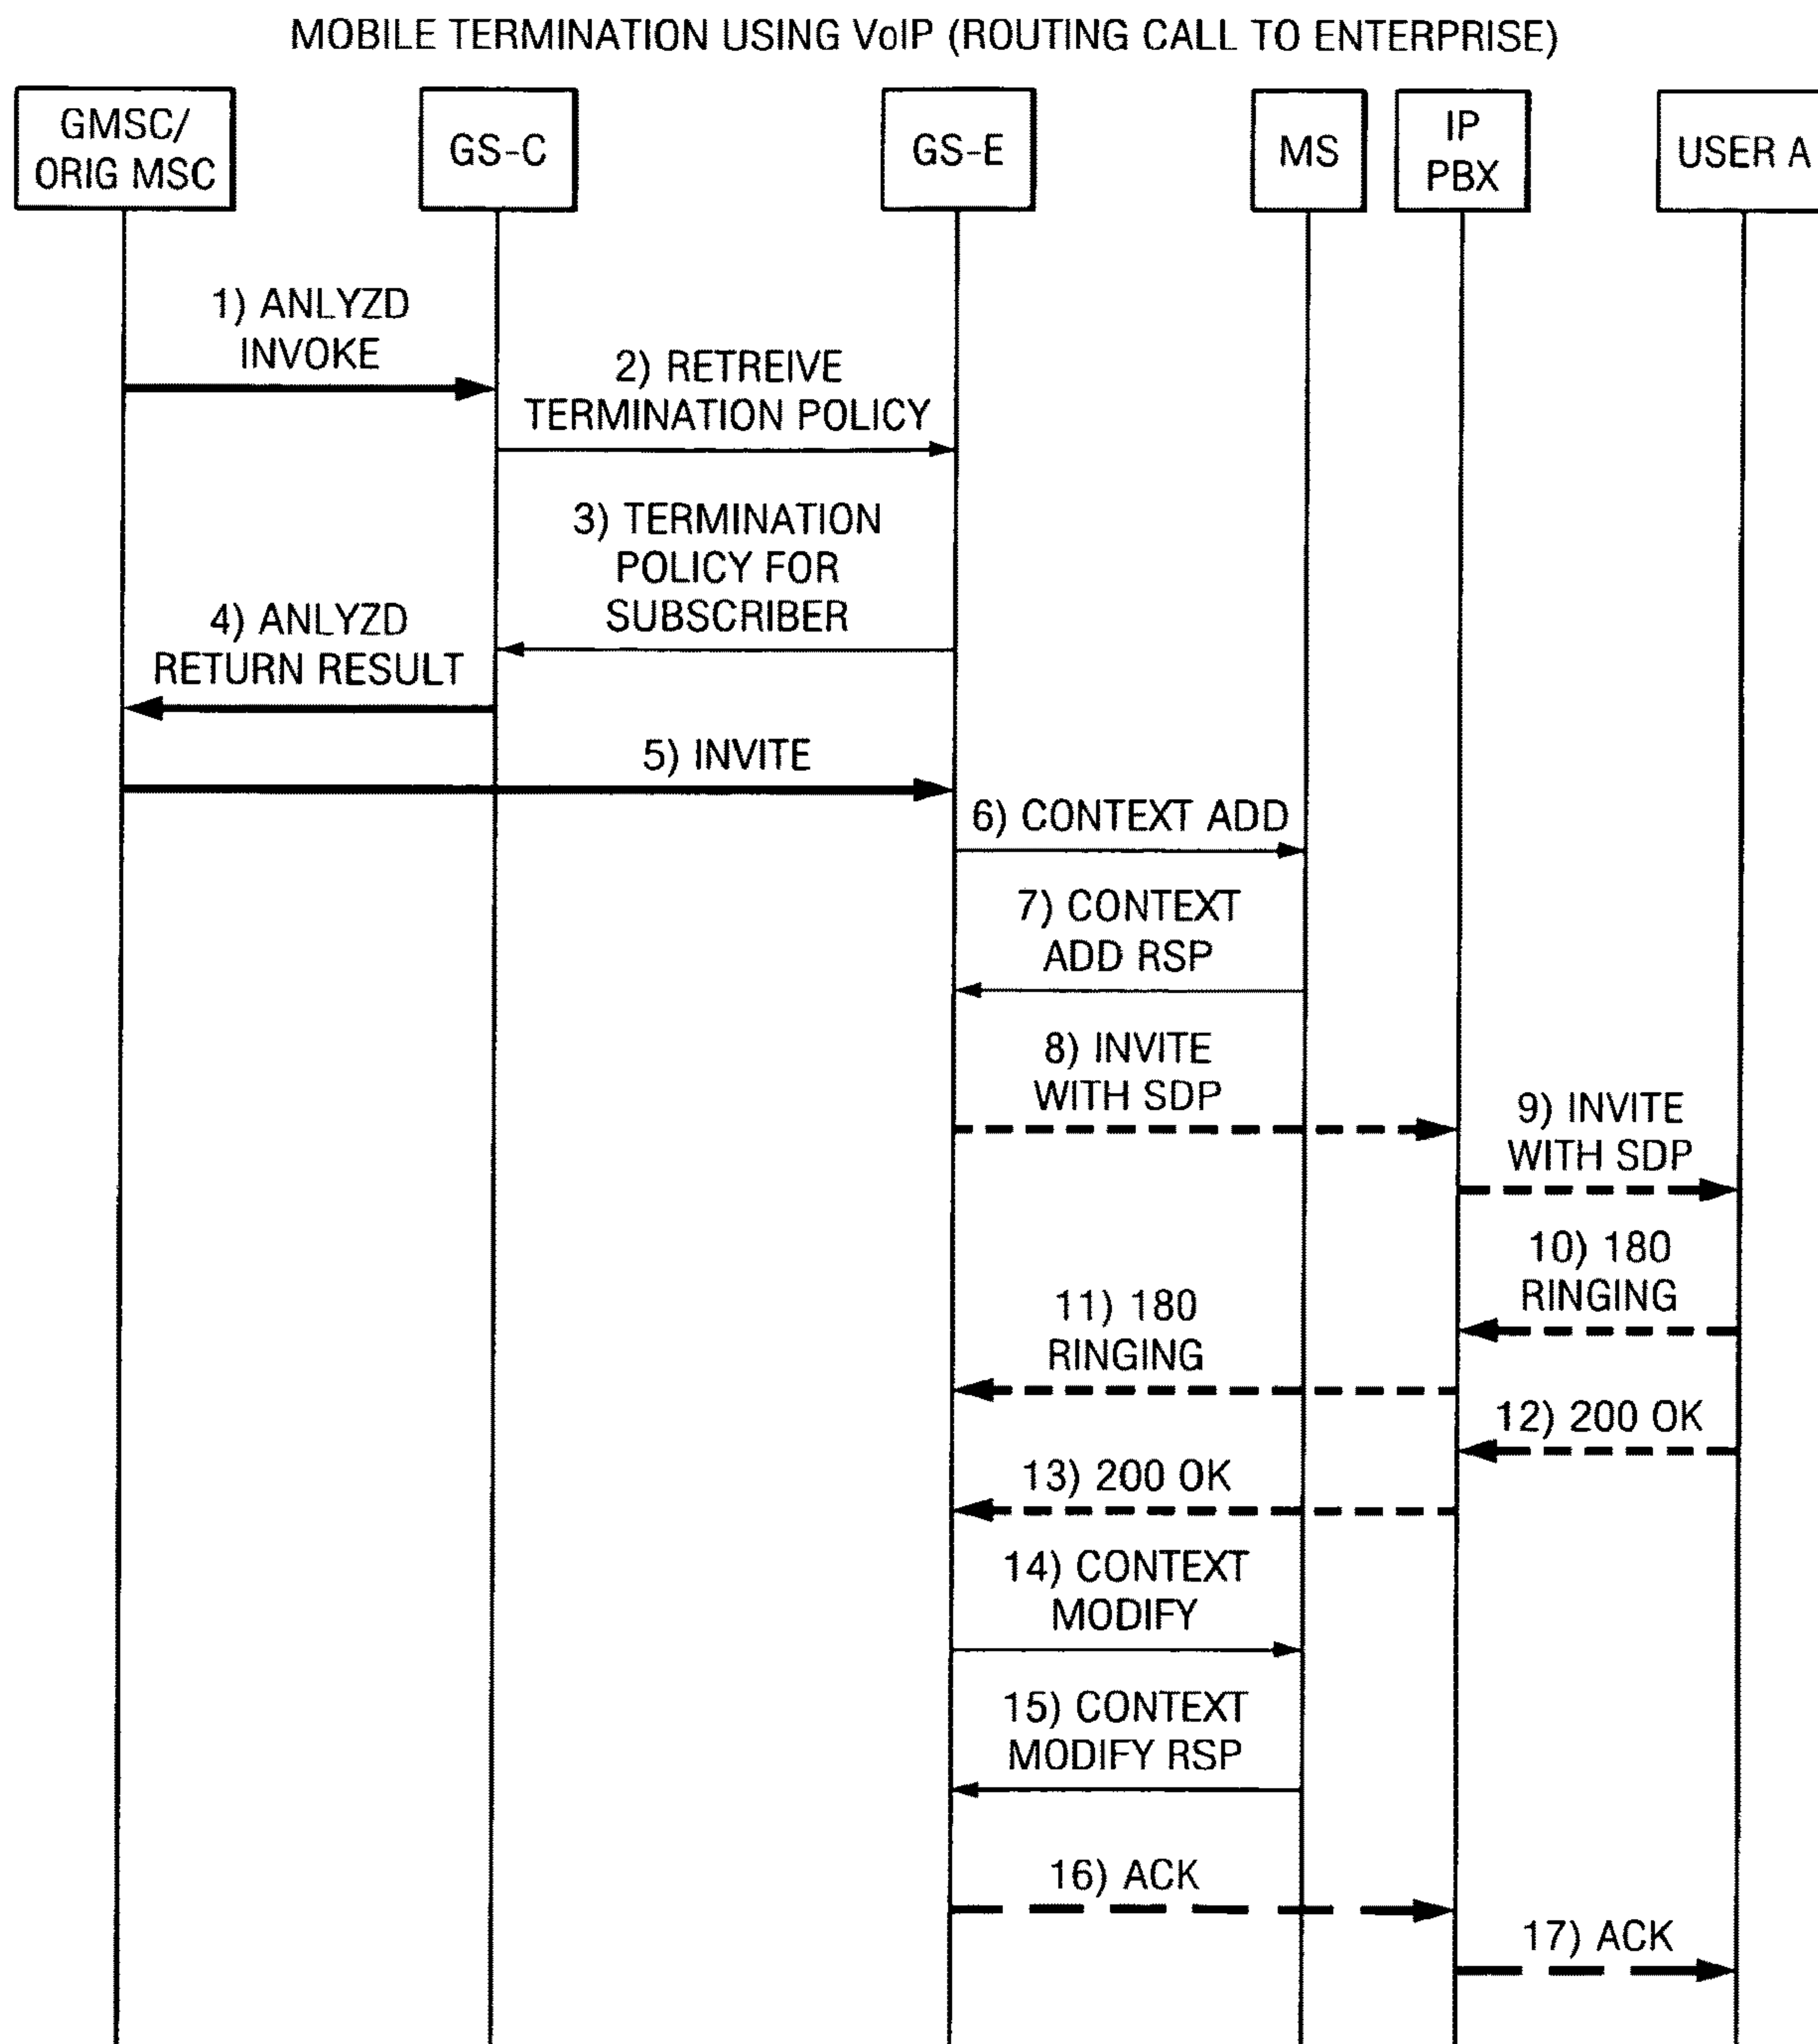 MOBILE TERMINATION USING VoIP (ROUTING CALL TO ENTERPRISE)
GMSC/
ORIG MSC
GS-C
GS-E
MS
IP
PBX
USER A
1) ANLYZD
INVOKE
2) RETREIVE
TERMINATION POLICY
3) TERMINATION
POLICY FOR
SUBSCRIBER
4) ANLYZD
RETURN RESULT
5) INVITE
6) CONTEXT ADD
7) CONTEXT
ADD RSP
8) INVITE
WITH SDP
9) INVITE
WITH SDP
10) 180
RINGING
11) 180
RINGING
12) 200 OK
13) 200 OK
14) CONTEXT
MODIFY
15) CONTEXT
MODIFY RSP
16) ACK
17) ACK